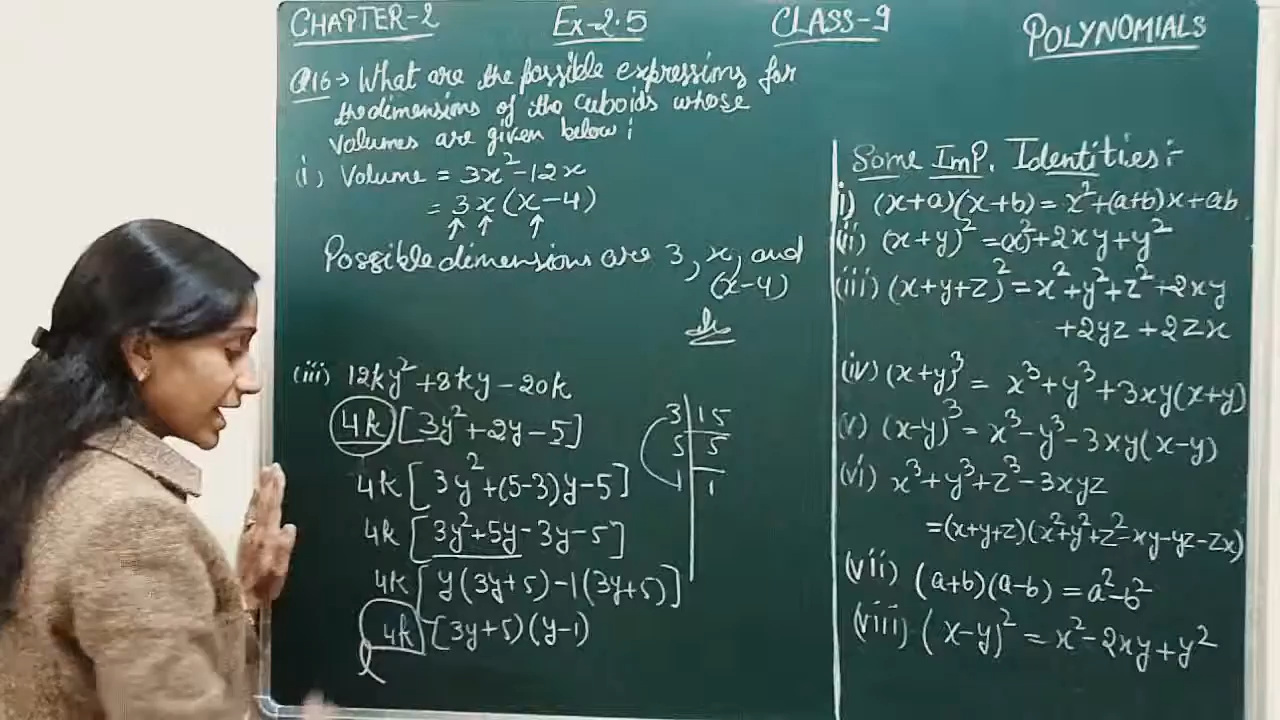 CHAPTER-2 Ex-2.5 CLASS-9 POLYNOMIALS
Q16→ What are the possible expressions for
the dimensions of the cuboids whose
volumes are given below:
(i) Volume = 3x²-12x
= 3x(x-4)
Possible dimensions are 3, x, and
(x-4)
(iii) 12ky²+8ky-20k
4k[3y²+2y-5]
4k[3y²+(5-3)y-5]
4k[3y²+5y-3y-5]
4k[y(3y+5)-1(3y+5)]
4k[(3y+5)(y-1)
3 | 15
5 | 5
1 | 1
Some Imp. Identities:-
i) (x+a)(x+b)=x²+(a+b)x+ab
(ii) (x+y)²=(x)²+2xy+y²
(iii) (x+y+z)²=x²+y²+z²+2xy
+2yz+2zx
(iv) (x+y)³= x³+y³+3xy(x+y)
(v) (x-y)³=x³-y³-3xy(x-y)
(vi) x³+y³+z³-3xyz
=(x+y+z)(x²+y²+z²-xy-yz-zx)
(vii) (a+b)(a-b)=a²-b²
(viii) (x-y)²=x²-2xy+y²